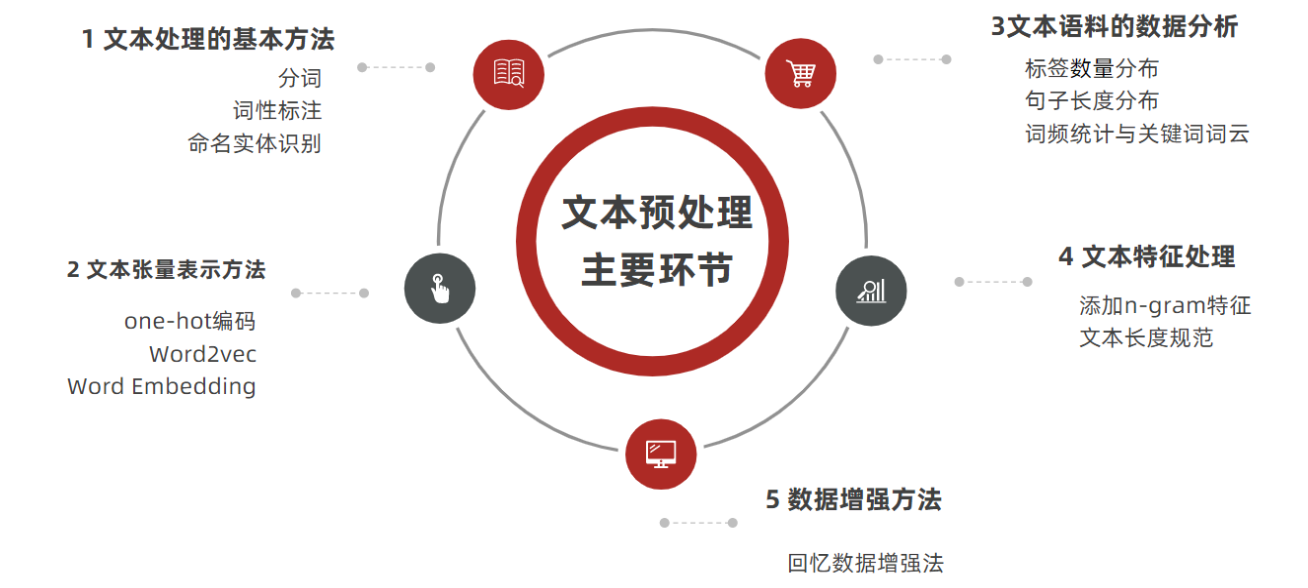 1 文本处理的基本方法
分词
词性标注
命名实体识别
2 文本张量表示方法
one-hot编码
Word2vec
Word Embedding
文本预处理
主要环节
3文本语料的数据分析
标签数量分布
句子长度分布
词频统计与关键词词云
4 文本特征处理
添加n-gram特征
文本长度规范
5 数据增强方法
回忆数据增强法